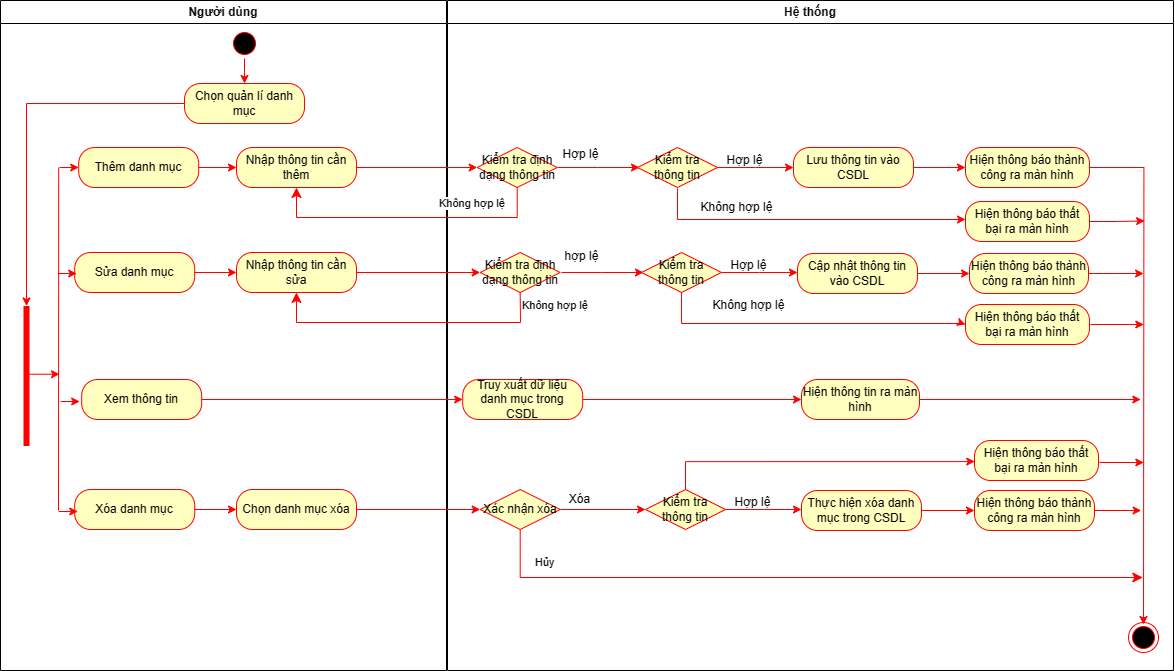 Người dùng
Hệ thống
Chọn quản lí danh
mục
Thêm danh mục
Nhập thông tin cần
thêm
Kiểm tra định
dạng thông tin
Hợp lệ
Kiểm tra
thông tin
Hợp lệ
Lưu thông tin vào
CSDL
Hiện thông báo thành
công ra màn hình
Không hợp lệ
Không hợp lệ
Hiện thông báo thất
bại ra màn hình
Sửa danh mục
Nhập thông tin cần
sửa
Kiểm tra định
dạng thông tin
hợp lệ
Kiểm tra
thông tin
Hợp lệ
Cập nhật thông tin
vào CSDL
Hiện thông báo thành
công ra màn hình
Không hợp lệ
Không hợp lệ
Hiện thông báo thất
bại ra màn hình
Xem thông tin
Truy xuất dữ liệu
danh mục trong
CSDL
Hiện thông tin ra màn
hình
Hiện thông báo thất
bại ra màn hình
Xóa danh mục
Chọn danh mục xóa
Xác nhận xóa
Xóa
Kiểm tra
thông tin
Hợp lệ
Thực hiện xóa danh
mục trong CSDL
Hiện thông báo thành
công ra màn hình
Hủy